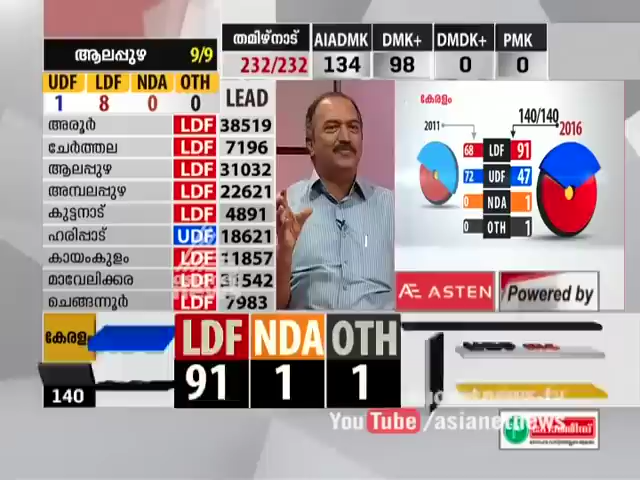 ആലപ്പുഴ 9/9
UDF LDF NDA OTH
1 8 0 0
LEAD
അരൂർ LDF 38519
ചേർത്തല LDF 7196
ആലപ്പുഴ LDF 31032
അമ്പലപ്പുഴ LDF 22621
കുട്ടനാട് LDF 4891
ഹരിപ്പാട് UDF 18621
കായംകുളം LDF 11857
മാവേലിക്കര LDF
ചെങ്ങന്നൂർ LDF 7983
തമിഴ്നാട് AIADMK DMK+ DMDK+ PMK
232/232 134 98 0 0
കേരളം
140/140
2011 2016
68 LDF 91
72 UDF 47
0 NDA 1
0 OTH 1
ASTEN
Powered by
കേരളം LDF NDA OTH
140 91 1 1
YouTube /asianetnews